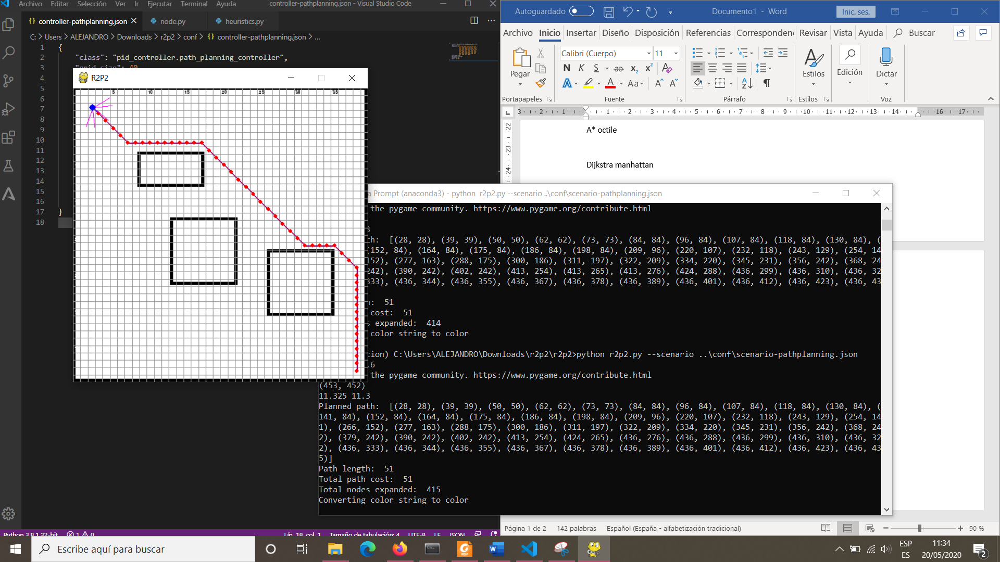 Archivo Editar Selección Ver Ir Ejecutar Terminal Ayuda controller-pathplanning.json - Visual Studio Code
{} controller-pathplanning.json node.py heuristics.py
C: > Users > ALEJANDRO > Downloads > r2p2 > conf > {} controller-pathplanning.json > ...
1 {
2 "class": "pid_controller.path_planning_controller",
3 "grid_size": 40
4
5
6
7
8
9
10
11
12
13
14
15
16
17 }
18
R2P2
5 10 15 20 25 30 35
Python 3.8.1 32-bit 1 0 Lín. 18, col. 1 Tamaño de tabulación: 4 UTF-8 LF JSON
Autoguardado Documento1 - Word Inic. ses.
Archivo Inicio Insertar Diseño Disposición Referencias Corresponden Revisar Vista Ayuda Buscar
Pegar
Calibri (Cuerpo) 11
N K S ab x2 x2
A A Aa A A
Estilos Edición Dictar
Portapapeles Fuente Párrafo Estilos Voz
3 2 1 1 2 3 4 5 6 7 8 9 10 11 12 13 14 16 17
22
23
24
A* octile
Dijkstra manhattan
a Prompt (anaconda3) - python r2p2.py --scenario ..\conf\scenario-pathplanning.json
the pygame community. https://www.pygame.org/contribute.html
3
th: [(28, 28), (39, 39), (50, 50), (62, 62), (73, 73), (84, 84), (96, 84), (107, 84), (118, 84), (130, 84), (
(152, 84), (164, 84), (175, 84), (186, 84), (198, 84), (209, 96), (220, 107), (232, 118), (243, 129), (254, 14
152), (277, 163), (288, 175), (300, 186), (311, 197), (322, 209), (334, 220), (345, 231), (356, 242), (368, 24
242), (390, 242), (402, 242), (413, 254), (413, 265), (413, 276), (424, 288), (436, 299), (436, 310), (436, 32
333), (436, 344), (436, 355), (436, 367), (436, 378), (436, 389), (436, 401), (436, 412), (436, 423), (436, 43
h: 51
cost: 51
s expanded: 414
color string to color
cion) C:\Users\ALEJANDRO\Downloads\r2p2\r2p2>python r2p2.py --scenario ..\conf\scenario-pathplanning.json
.6
the pygame community. https://www.pygame.org/contribute.html
(453, 452)
11.325 11.3
Planned path: [(28, 28), (39, 39), (50, 50), (62, 62), (73, 73), (84, 84), (96, 84), (107, 84), (118, 84), (130, 84), (
141, 84), (152, 84), (164, 84), (175, 84), (186, 84), (198, 84), (209, 96), (220, 107), (232, 118), (243, 129), (254, 14
1), (266, 152), (277, 163), (288, 175), (300, 186), (311, 197), (322, 209), (334, 220), (345, 231), (356, 242), (368, 24
2), (379, 242), (390, 242), (402, 242), (413, 254), (424, 265), (436, 276), (436, 288), (436, 299), (436, 310), (436, 32
2), (436, 333), (436, 344), (436, 355), (436, 367), (436, 378), (436, 389), (436, 401), (436, 412), (436, 423), (436, 43
5)]
Path length: 51
Total path cost: 51
Total nodes expanded: 415
Converting color string to color
Página 1 de 2 142 palabras Español (España - alfabetización tradicional) 90 %
Escribe aquí para buscar
ESP
ES
11:34
20/05/2020
2